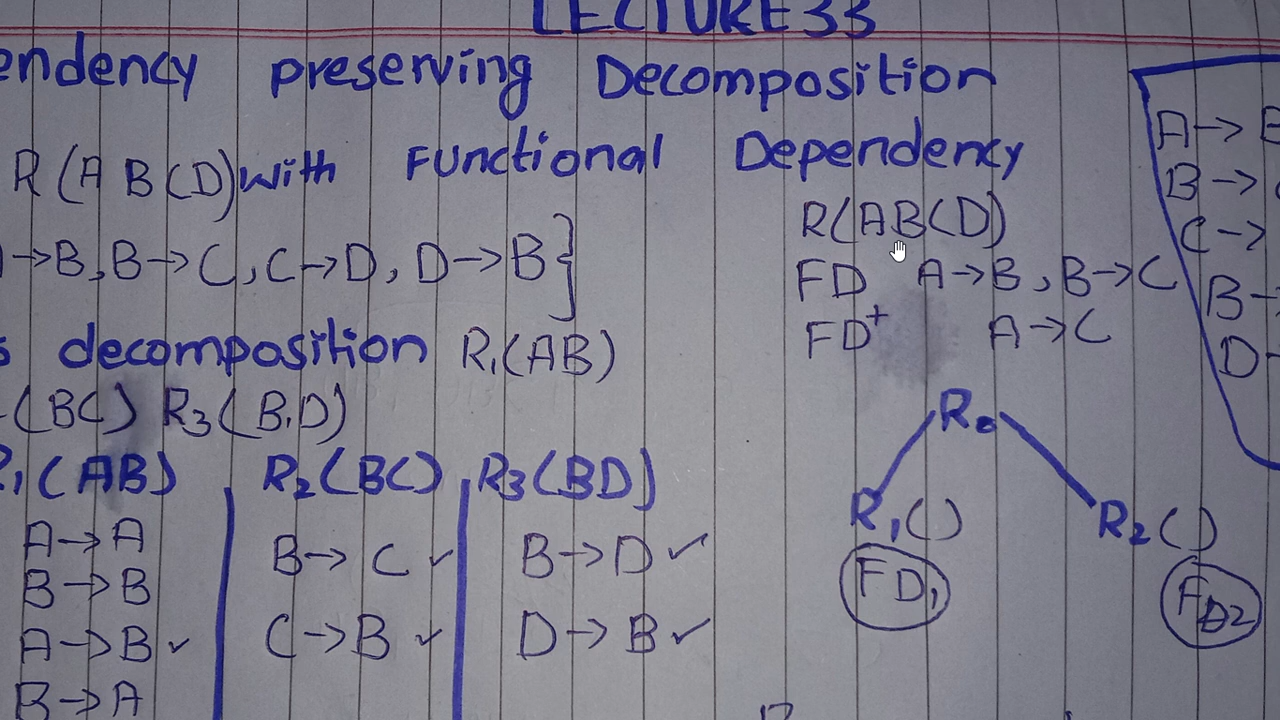 LECTURE 33
endency preserving Decomposition
R(ABCD) with Functional Dependency
→B, B→C, C→D, D→B}
s decomposition R1(AB)
(BC) R3(B,D)
R1(AB) R2(BC) R3(BD)
A→A
B→B
A→B ✓
B→A
B→C ✓
C→B ✓
B→D ✓
D→B ✓
R(ABCD)
FD A→B, B→C
FD+ A→C
R0
R1() R2()
FD1 FD2
A→
B→
C→
B→
D